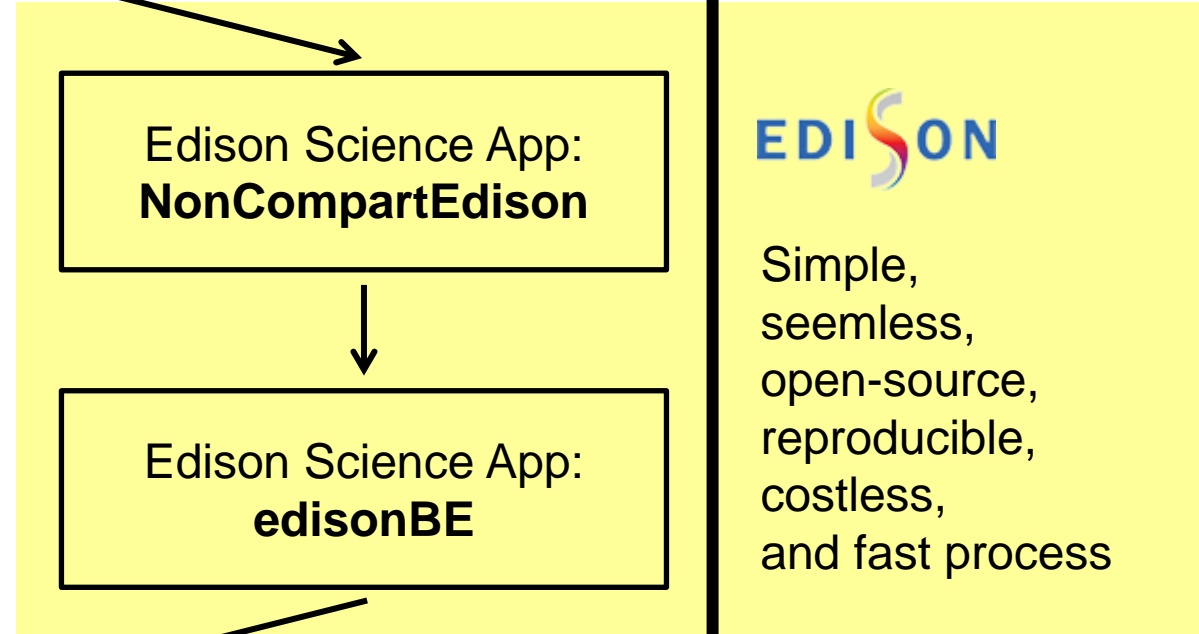 Edison Science App:
NonCompartEdison
Edison Science App:
edisonBE
EDISON
Simple,
seemless,
open-source,
reproducible,
costless,
and fast process